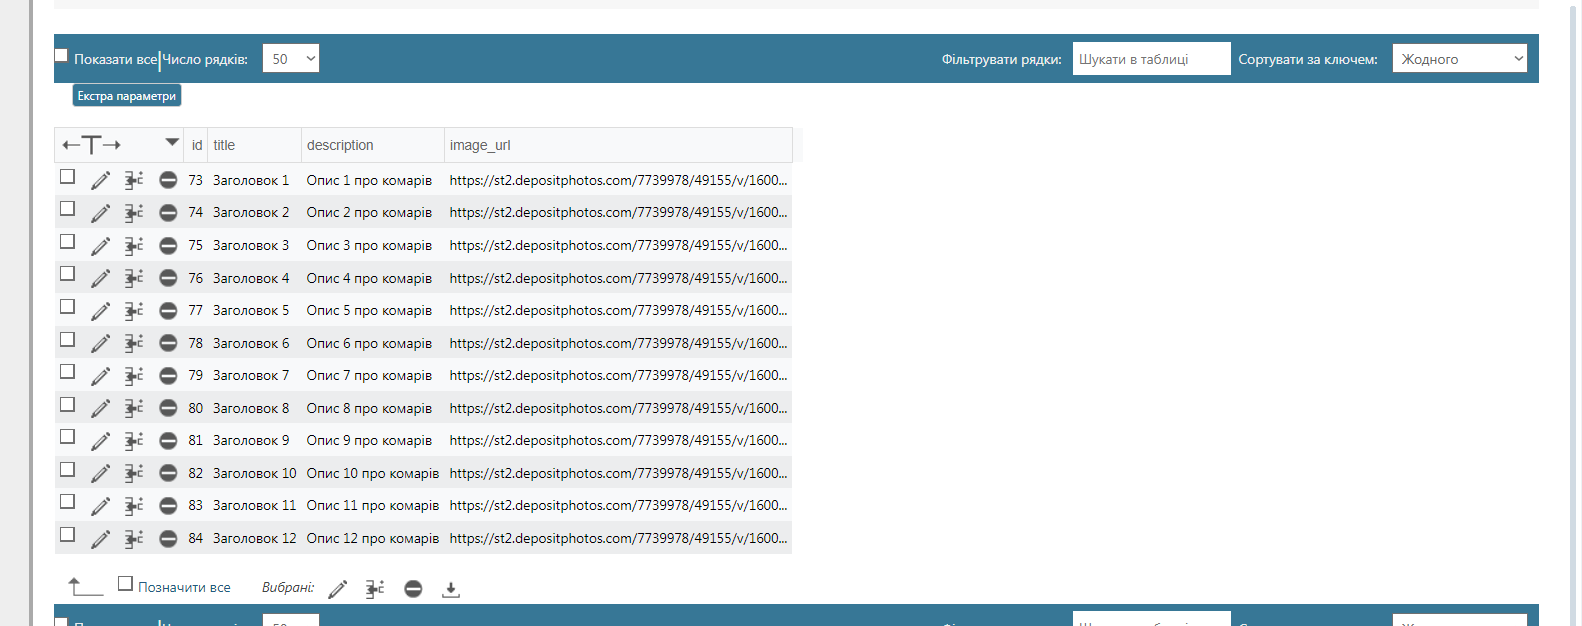 Показати все Число рядків: 50 Фільтрувати рядки: Шукати в таблиці Сортувати за ключем: Жодного
Екстра параметри
id title description image_url
73 Заголовок 1 Опис 1 про комарів https://st2.depositphotos.com/7739978/49155/v/1600...
74 Заголовок 2 Опис 2 про комарів https://st2.depositphotos.com/7739978/49155/v/1600...
75 Заголовок 3 Опис 3 про комарів https://st2.depositphotos.com/7739978/49155/v/1600...
76 Заголовок 4 Опис 4 про комарів https://st2.depositphotos.com/7739978/49155/v/1600...
77 Заголовок 5 Опис 5 про комарів https://st2.depositphotos.com/7739978/49155/v/1600...
78 Заголовок 6 Опис 6 про комарів https://st2.depositphotos.com/7739978/49155/v/1600...
79 Заголовок 7 Опис 7 про комарів https://st2.depositphotos.com/7739978/49155/v/1600...
80 Заголовок 8 Опис 8 про комарів https://st2.depositphotos.com/7739978/49155/v/1600...
81 Заголовок 9 Опис 9 про комарів https://st2.depositphotos.com/7739978/49155/v/1600...
82 Заголовок 10 Опис 10 про комарів https://st2.depositphotos.com/7739978/49155/v/1600...
83 Заголовок 11 Опис 11 про комарів https://st2.depositphotos.com/7739978/49155/v/1600...
84 Заголовок 12 Опис 12 про комарів https://st2.depositphotos.com/7739978/49155/v/1600...
Позначити все Вибрані: